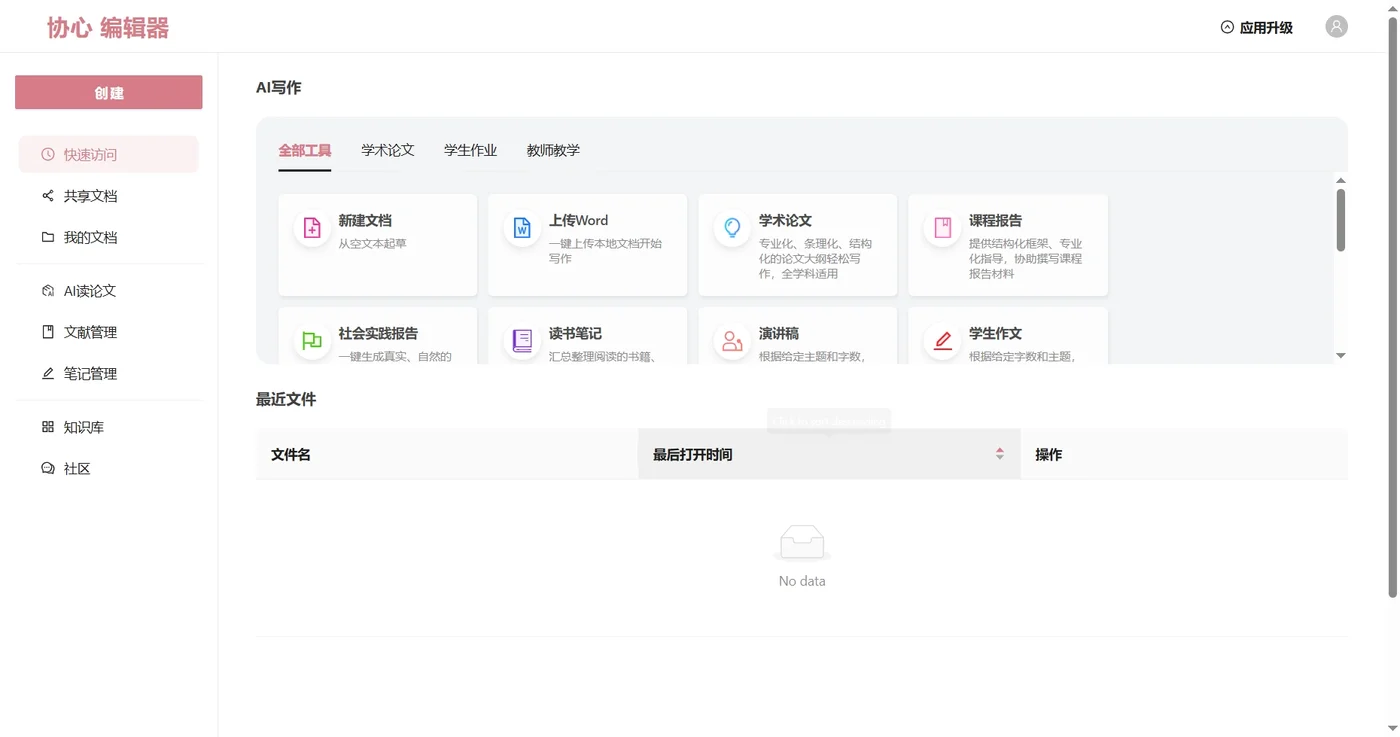 协心 编辑器
应用升级
创建
快速访问
共享文档
我的文档
AI读论文
文献管理
笔记管理
知识库
社区
AI写作
全部工具
学术论文
学生作业
教师教学
新建文档
从空文本起草
上传Word
一键上传本地文档开始
写作
学术论文
专业化、条理化、结构
化的论文大纲轻松写
作，全学科适用
课程报告
提供结构化框架、专业
化指导，协助撰写课程
报告材料
社会实践报告
一键生成真实、自然的
读书笔记
汇总整理阅读的书籍、
演讲稿
根据给定主题和字数，
学生作文
根据给定字数和主题，
最近文件
文件名
最后打开时间
操作
No data